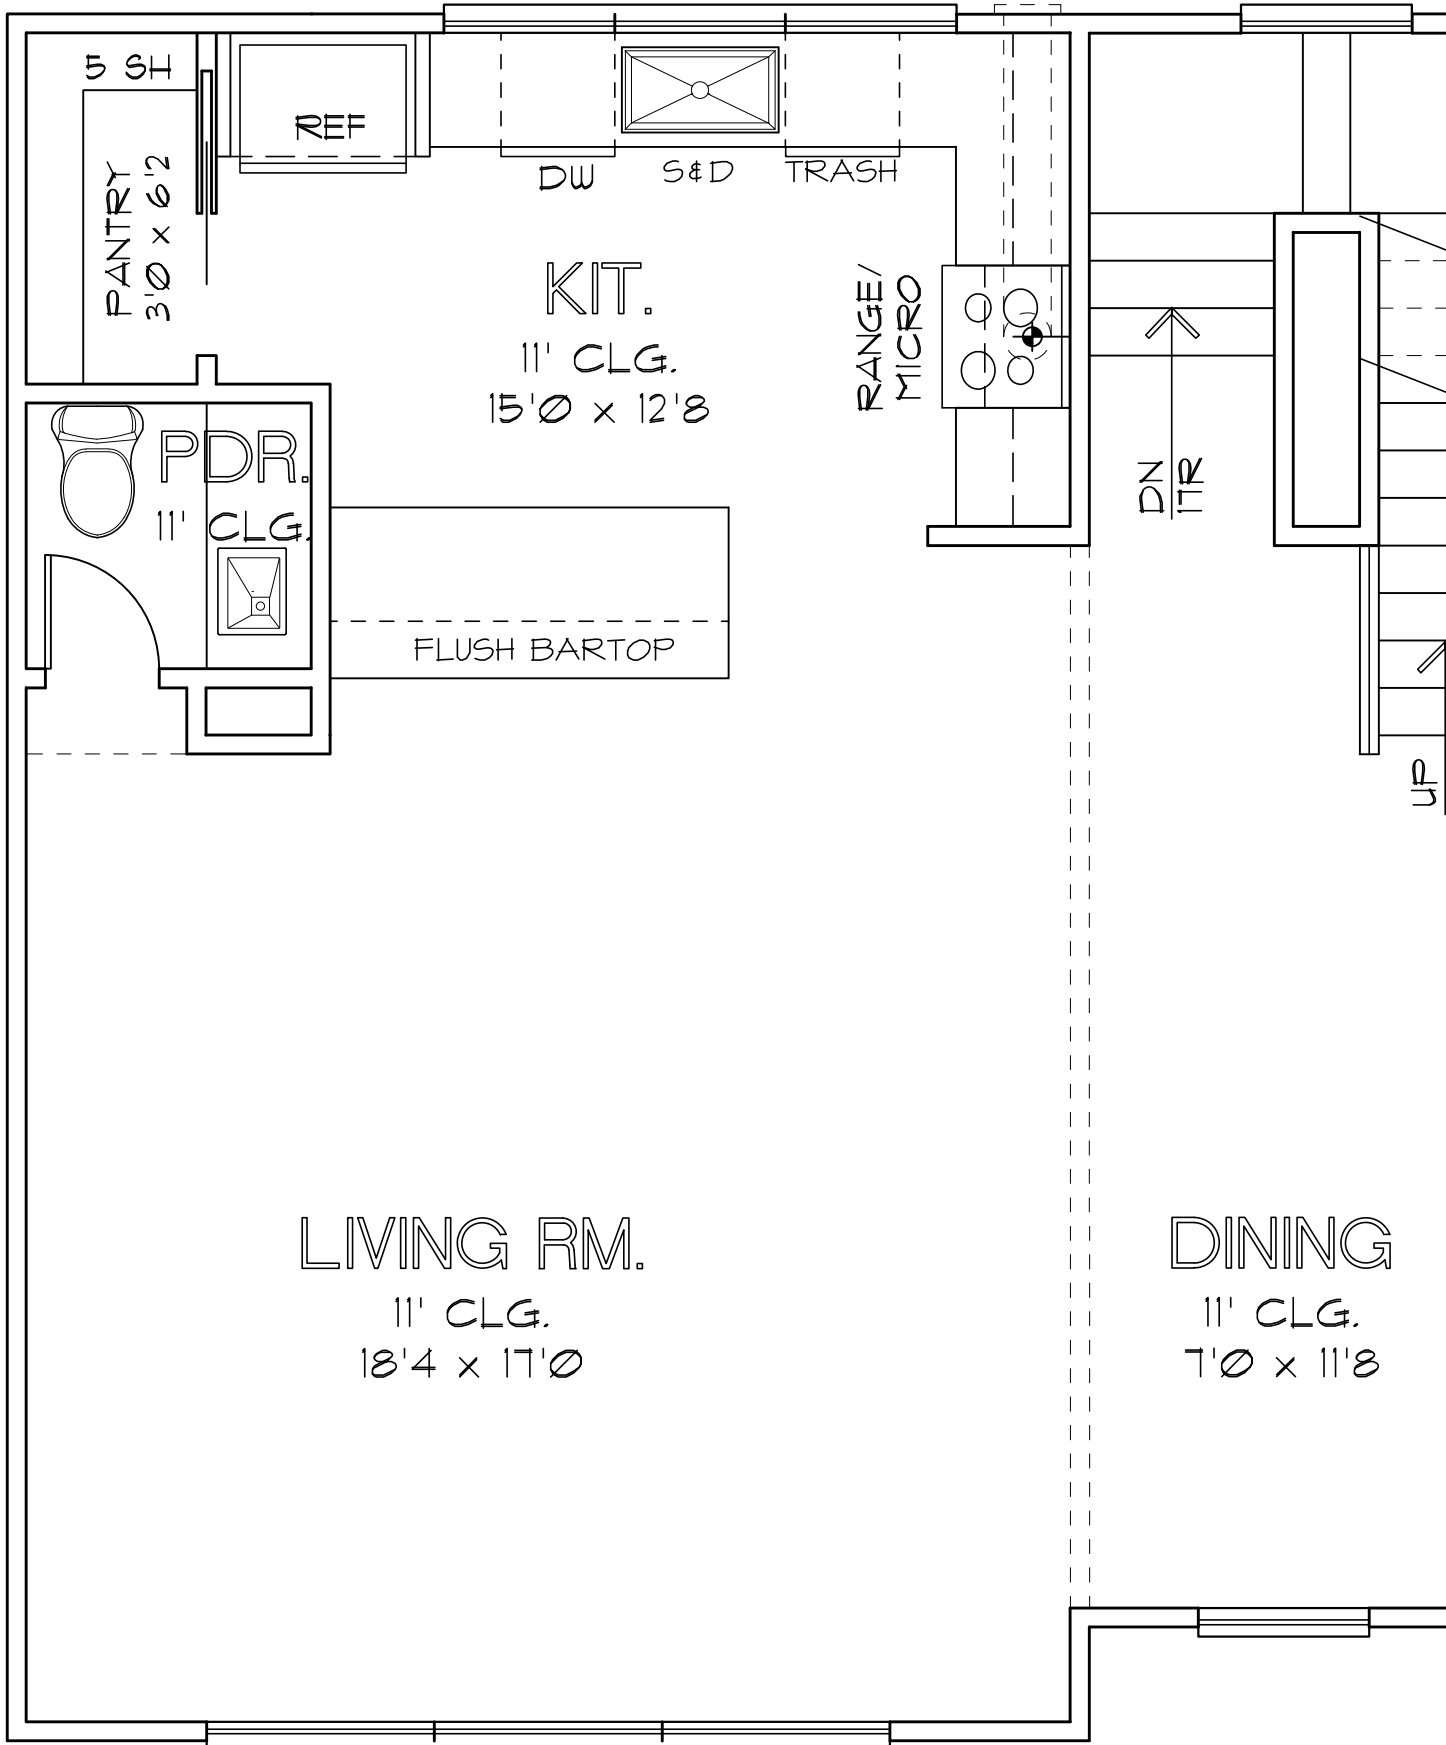 5 SH
REF
DW
S&D
TRASH
PANTRY
3'0 x 6'2
KIT.
11' CLG.
15'0 x 12'8
RANGE/
MICRO
PDR.
11' CLG.
DN
17R
FLUSH BARTOP
UP
LIVING RM.
11' CLG.
18'4 x 17'0
DINING
11' CLG.
7'0 x 11'8